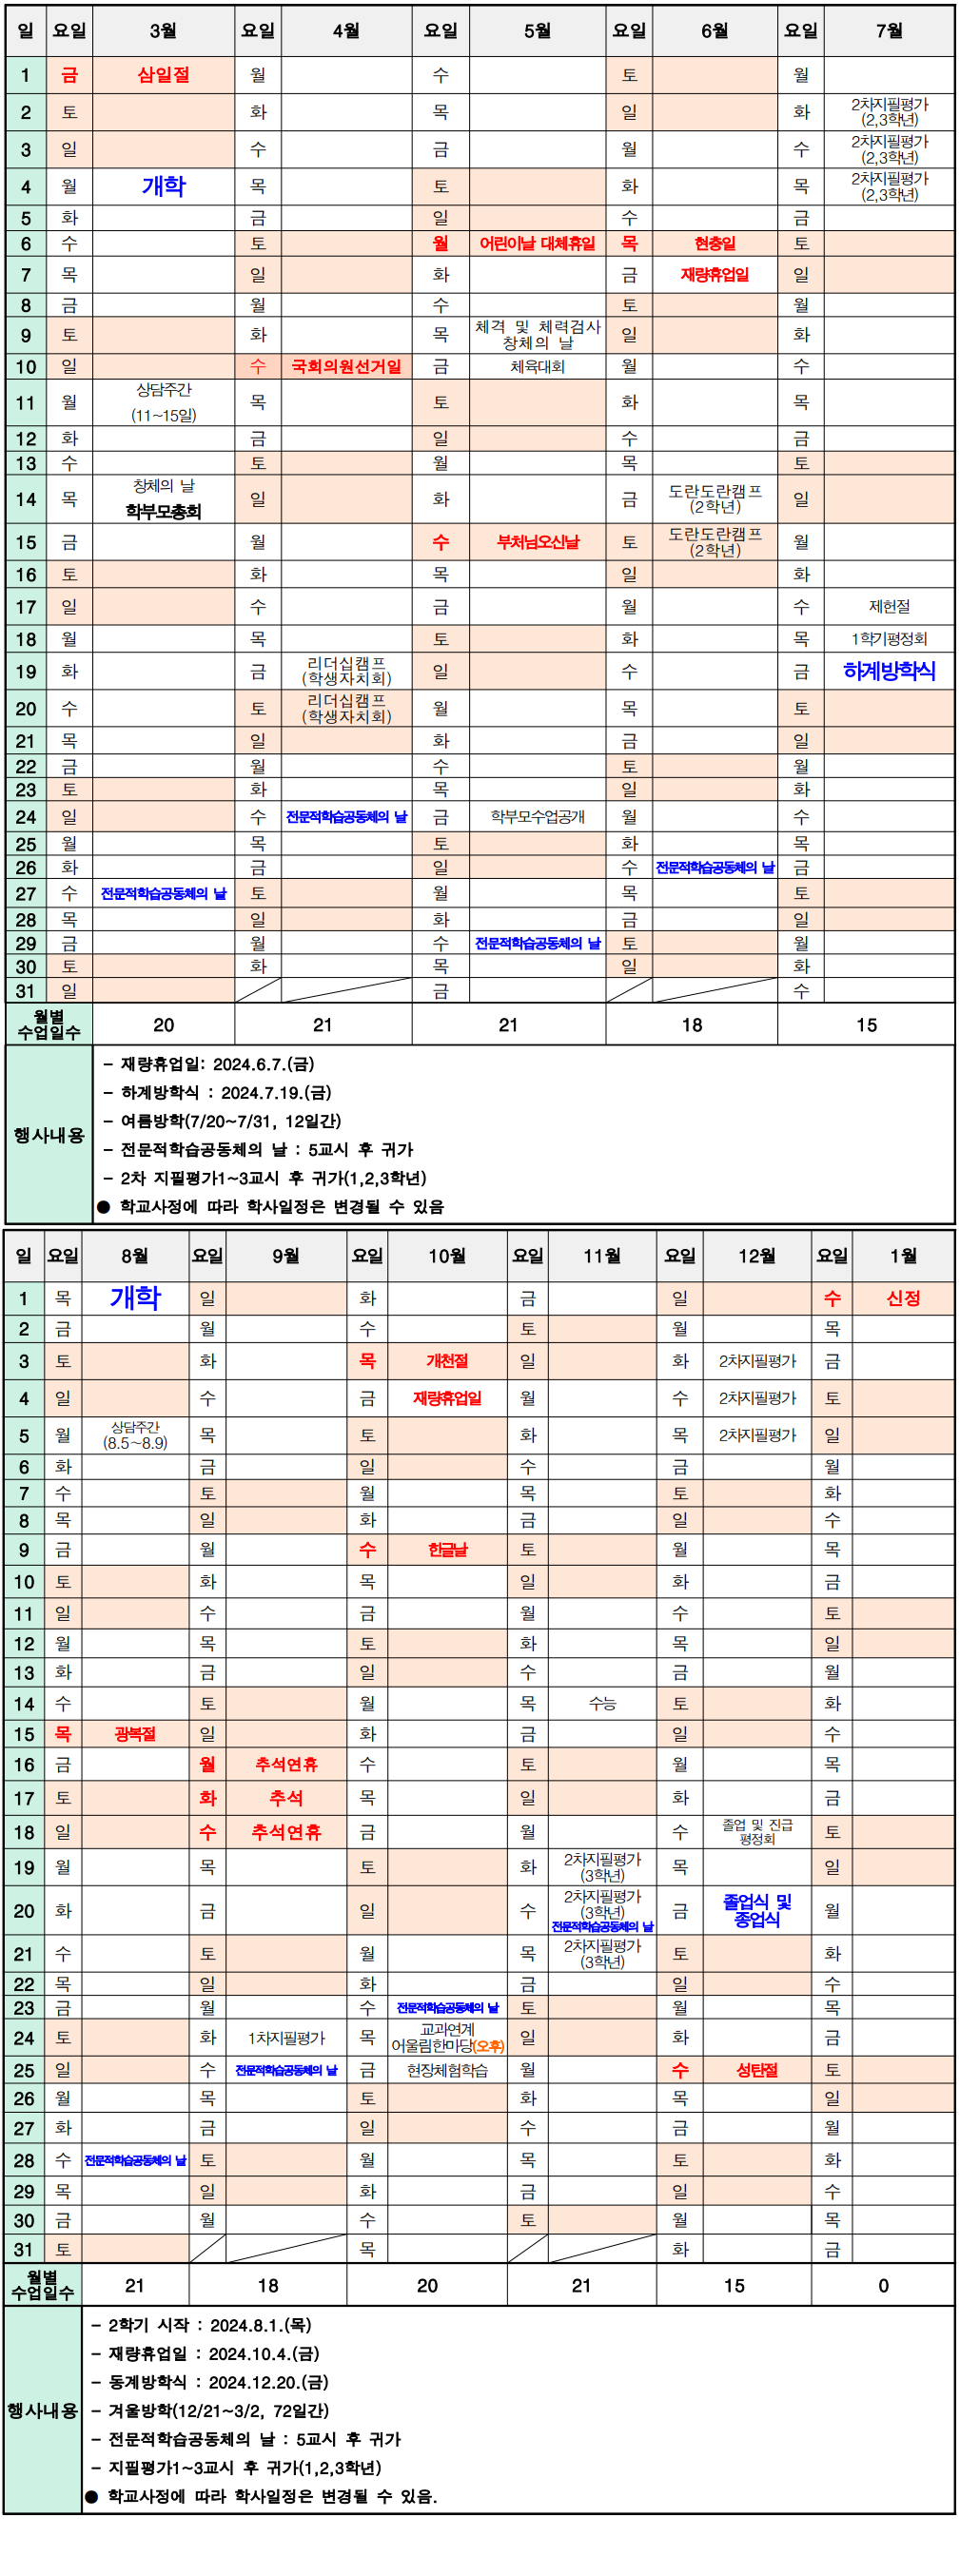 일 요일 3월 요일 4월 요일 5월 요일 6월 요일 7월
1 금 삼일절 월 수 토 월
2 토 화 목 일 화 2차지필평가
(2,3학년)
3 일 수 금 월 수 2차지필평가
(2,3학년)
4 월 개학 목 토 화 목 2차지필평가
(2,3학년)
5 화 금 일 수 금
6 수 토 월 어린이날 대체휴일 목 현충일 토
7 목 일 화 금 재량휴업일 일
8 금 월 수 토 월
9 토 화 목 체격 및 체력검사 일 화
창체의 날
10 일 수 국회의원선거일 금 체육대회 월 수
11 월 상담주간 목 토 화 목
(11~15일)
12 화 금 일 수 금
13 수 토 월 목 토
14 목 창체의 날 일 화 금 도란도란캠프 일
학부모총회 (2학년)
15 금 월 수 부처님오신날 토 도란도란캠프 월
(2학년)
16 토 화 목 일 화
17 일 수 금 월 수 제헌절
18 월 목 토 화 목 1학기평정회
19 화 금 리더십캠프 일 수 금 하계방학식
(학생자치회)
20 수 토 리더십캠프 월 목 토
(학생자치회)
21 목 일 화 금 일
22 금 월 수 토 월
23 토 화 목 일 화
24 일 수 전문적학습공동체의 날 금 학부모수업공개 월 수
25 월 목 토 화 목
26 화 금 일 수 전문적학습공동체의 날 금
27 수 전문적학습공동체의 날 토 월 목 토
28 목 일 화 금 일
29 금 월 수 전문적학습공동체의 날 토 월
30 토 화 목 일 화
31 일 금 수
월별
수업일수 20 21 21 18 15
행사내용
- 재량휴업일: 2024.6.7.(금)
- 하계방학식 : 2024.7.19.(금)
- 여름방학(7/20~7/31, 12일간)
- 전문적학습공동체의 날 : 5교시 후 귀가
- 2차 지필평가1~3교시 후 귀가(1,2,3학년)
● 학교사정에 따라 학사일정은 변경될 수 있음
일 요일 8월 요일 9월 요일 10월 요일 11월 요일 12월 요일 1월
1 목 개학 일 화 금 일 수 신정
2 금 월 수 토 월 목
3 토 화 목 개천절 일 화 2차지필평가 금
4 일 수 금 재량휴업일 월 수 2차지필평가 토
5 월 상담주간 목 토 화 목 2차지필평가 일
(8.5~8.9)
6 화 금 일 수 금 월
7 수 토 월 목 토 화
8 목 일 화 금 일 수
9 금 월 수 한글날 토 월 목
10 토 화 목 일 화 금
11 일 수 금 월 수 토
12 월 목 토 화 목 일
13 화 금 일 수 금 월
14 수 토 월 목 수능 토 화
15 목 광복절 일 화 금 일 수
16 금 월 추석연휴 수 토 월 목
17 토 화 추석 목 일 화 금
18 일 수 추석연휴 금 월 수 졸업 및 진급 토
평정회
19 월 목 토 화 2차지필평가 목 일
(3학년)
20 화 금 일 수 2차지필평가 금 졸업식 및 월
(3학년) 종업식
전문적학습공동체의 날
21 수 토 월 목 2차지필평가 토 화
(3학년)
22 목 일 화 금 일 수
23 금 월 수 전문적학습공동체의 날 토 월 목
24 토 화 1차지필평가 목 교과연계 일 화 금
어울림한마당(오후)
25 일 수 전문적학습공동체의 날 금 현장체험학습 월 수 성탄절 토
26 월 목 토 화 목 일
27 화 금 일 수 금 월
28 수 전문적학습공동체의 날 토 월 목 토 화
29 목 일 화 금 일 수
30 금 월 수 토 월 목
31 토 목 화 금
월별
수업일수 21 18 20 21 15 0
행사내용
- 2학기 시작 : 2024.8.1.(목)
- 재량휴업일 : 2024.10.4.(금)
- 동계방학식 : 2024.12.20.(금)
- 겨울방학(12/21~3/2, 72일간)
- 전문적학습공동체의 날 : 5교시 후 귀가
- 지필평가1~3교시 후 귀가(1,2,3학년)
● 학교사정에 따라 학사일정은 변경될 수 있음.